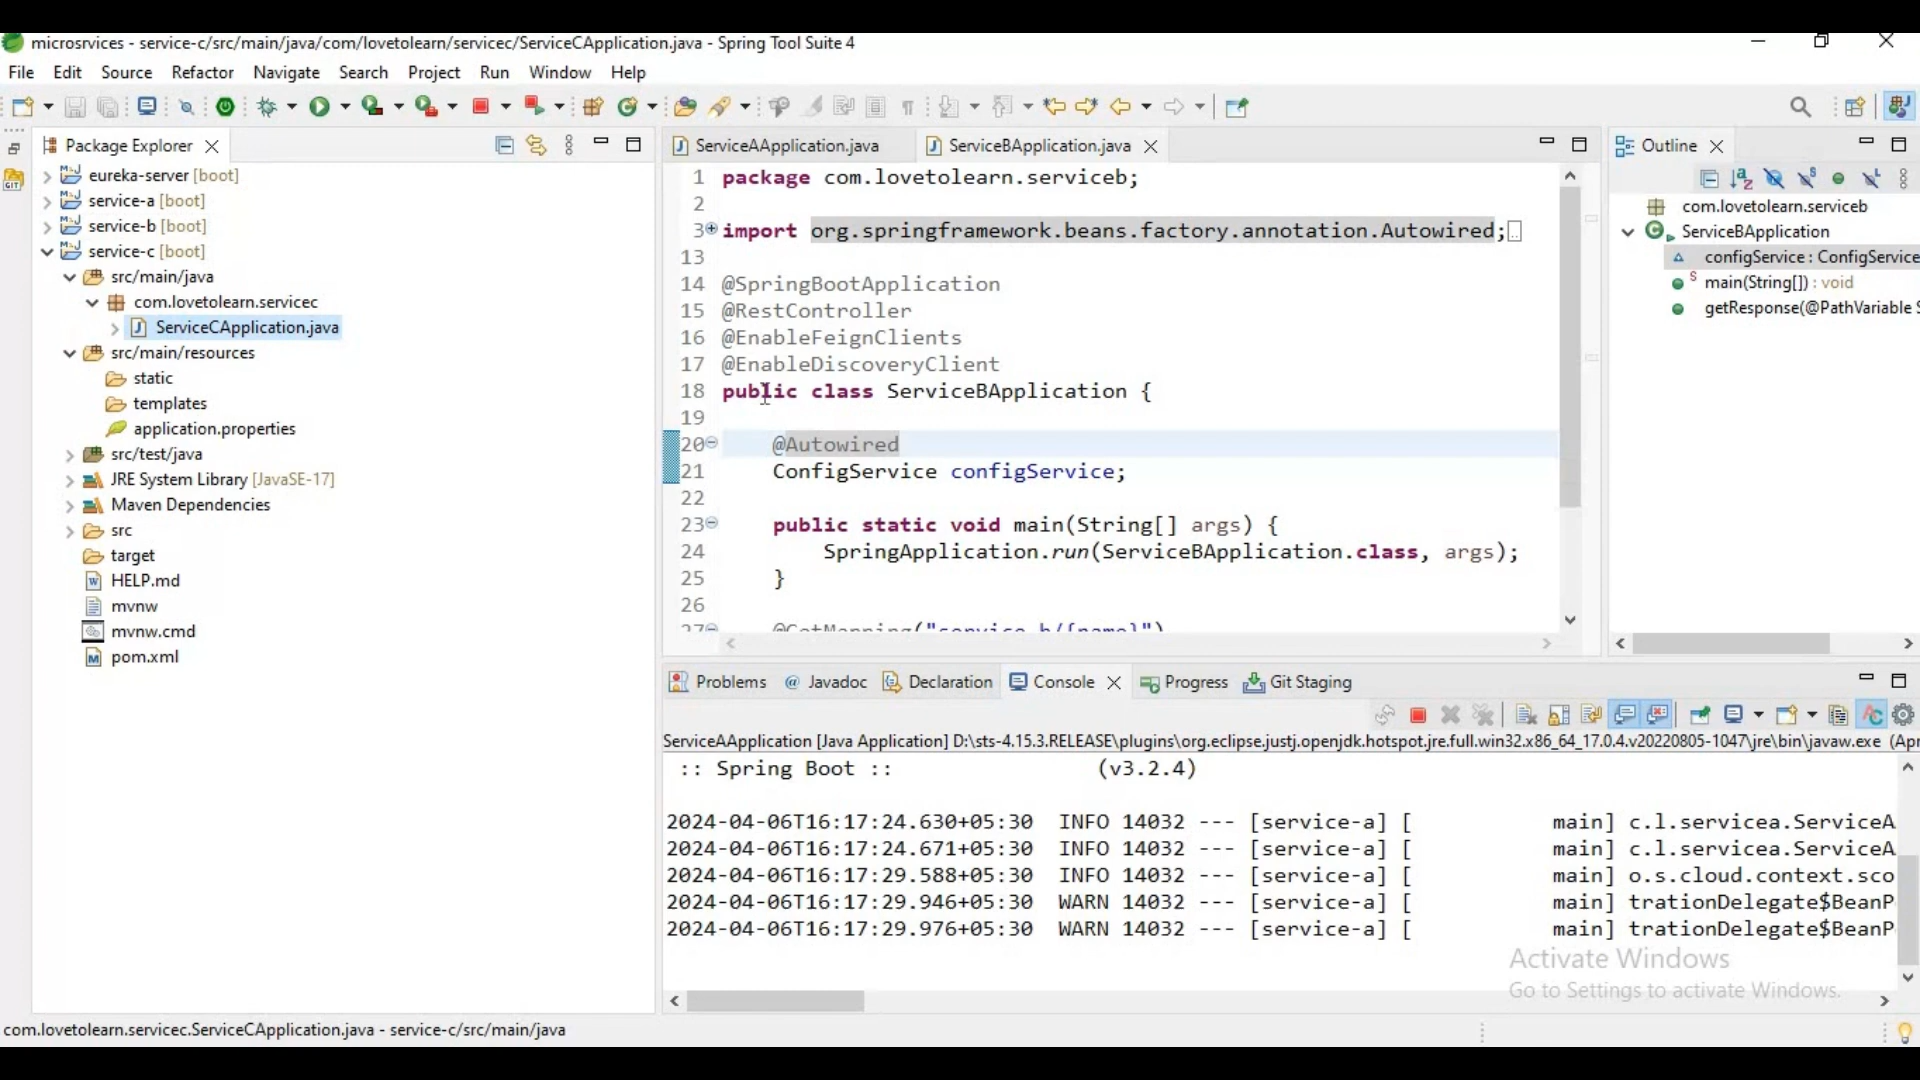 microsrvices - service-c/src/main/java/com/lovetolearn/servicec/ServiceCApplication.java - Spring Tool Suite 4
File Edit Source Refactor Navigate Search Project Run Window Help
Package Explorer
eureka-server [boot]
service-a [boot]
service-b [boot]
service-c [boot]
src/main/java
com.lovetolearn.servicec
ServiceCApplication.java
src/main/resources
static
templates
application.properties
src/test/java
JRE System Library [JavaSE-17]
Maven Dependencies
src
target
HELP.md
mvnw
mvnw.cmd
pom.xml
ServiceAApplication.java ServiceBApplication.java
1 package com.lovetolearn.serviceb;
2
3 import org.springframework.beans.factory.annotation.Autowired;
13
14 @SpringBootApplication
15 @RestController
16 @EnableFeignClients
17 @EnableDiscoveryClient
18 public class ServiceBApplication {
19
20 @Autowired
21 ConfigService configService;
22
23 public static void main(String[] args) {
24 SpringApplication.run(ServiceBApplication.class, args);
25 }
26
27 @GetMapping("service-b/{name}")
Outline
com.lovetolearn.serviceb
ServiceBApplication
configService : ConfigService
main(String[]) : void
getResponse(@PathVariable S
Problems Javadoc Declaration Console Progress Git Staging
ServiceAApplication [Java Application] D:\sts-4.15.3.RELEASE\plugins\org.eclipse.justj.openjdk.hotspot.jre.full.win32.x86_64_17.0.4.v20220805-1047\jre\bin\javaw.exe (Apr
:: Spring Boot :: (v3.2.4)
2024-04-06T16:17:24.630+05:30 INFO 14032 --- [service-a] [ main] c.l.servicea.ServiceA
2024-04-06T16:17:24.671+05:30 INFO 14032 --- [service-a] [ main] c.l.servicea.ServiceA
2024-04-06T16:17:29.588+05:30 INFO 14032 --- [service-a] [ main] o.s.cloud.context.sco
2024-04-06T16:17:29.946+05:30 WARN 14032 --- [service-a] [ main] trationDelegate$BeanP
2024-04-06T16:17:29.976+05:30 WARN 14032 --- [service-a] [ main] trationDelegate$BeanP
Activate Windows
Go to Settings to activate Windows.
com.lovetolearn.servicec.ServiceCApplication.java - service-c/src/main/java